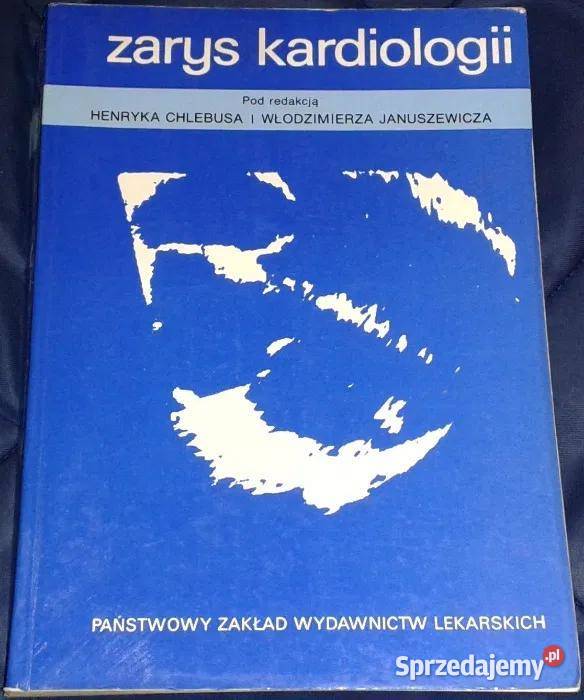 zarys kardiologii
Pod redakcją
HENRYKA CHLEBUSA I WŁODZIMIERZA JANUSZEWICZA
PAŃSTWOWY ZAKŁAD WYDAWNICTW LEKARSKICH
Sprzedajemy.pl